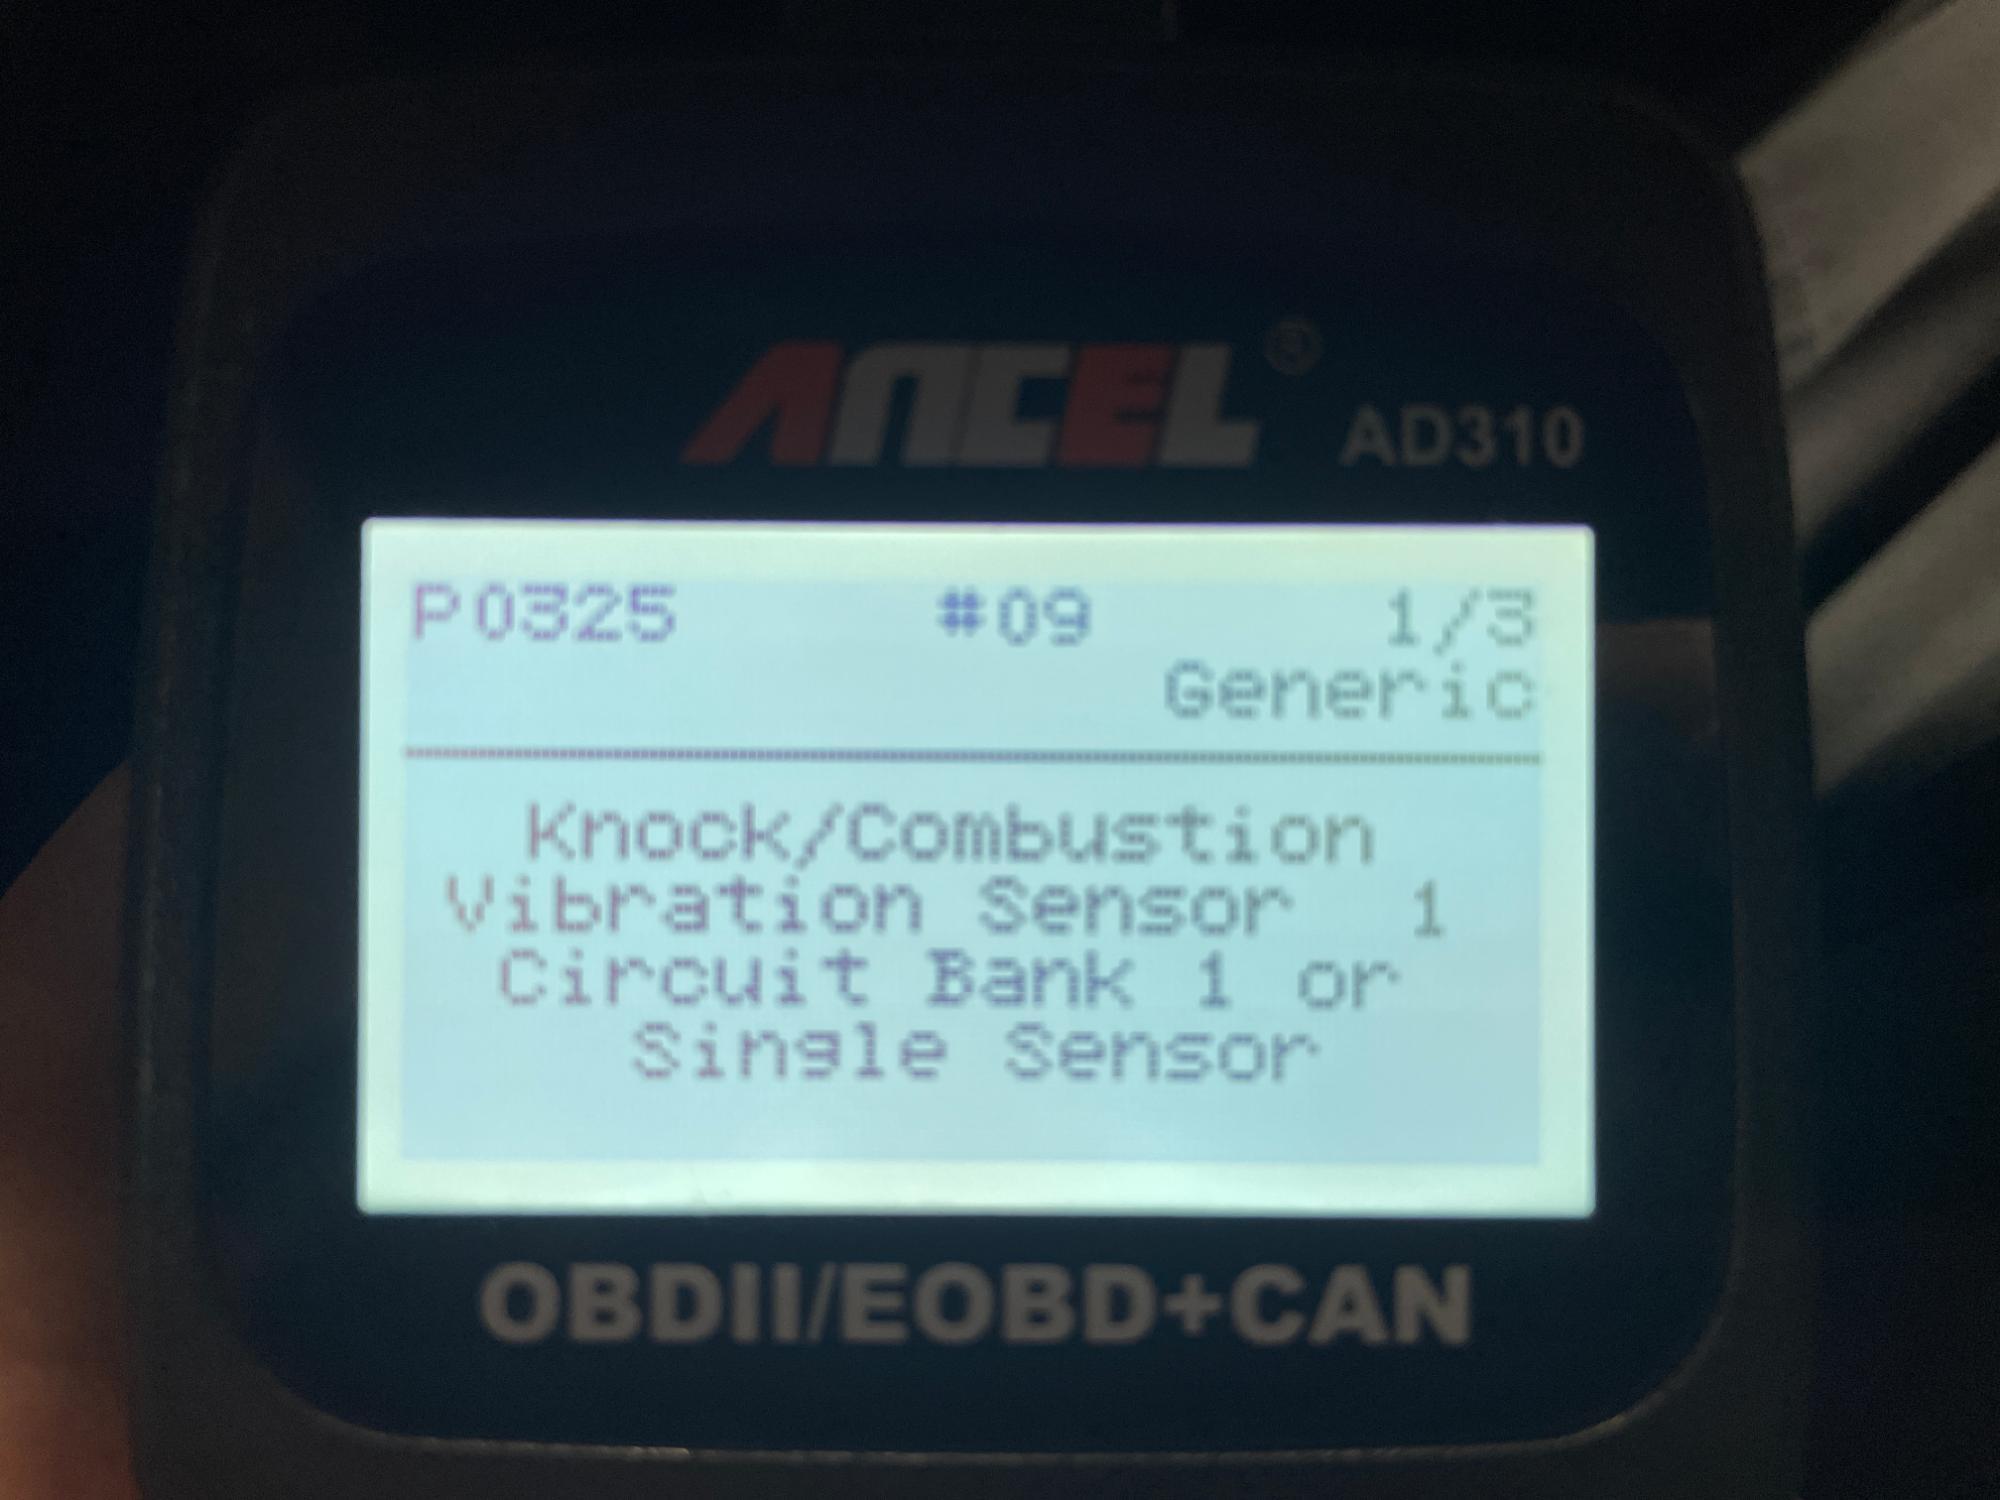 ANCEL ® AD310
P0325 #09 1/3
Generic
Knock/Combustion
Vibration Sensor 1
Circuit Bank 1 or
Single Sensor
OBDII/EOBD+CAN